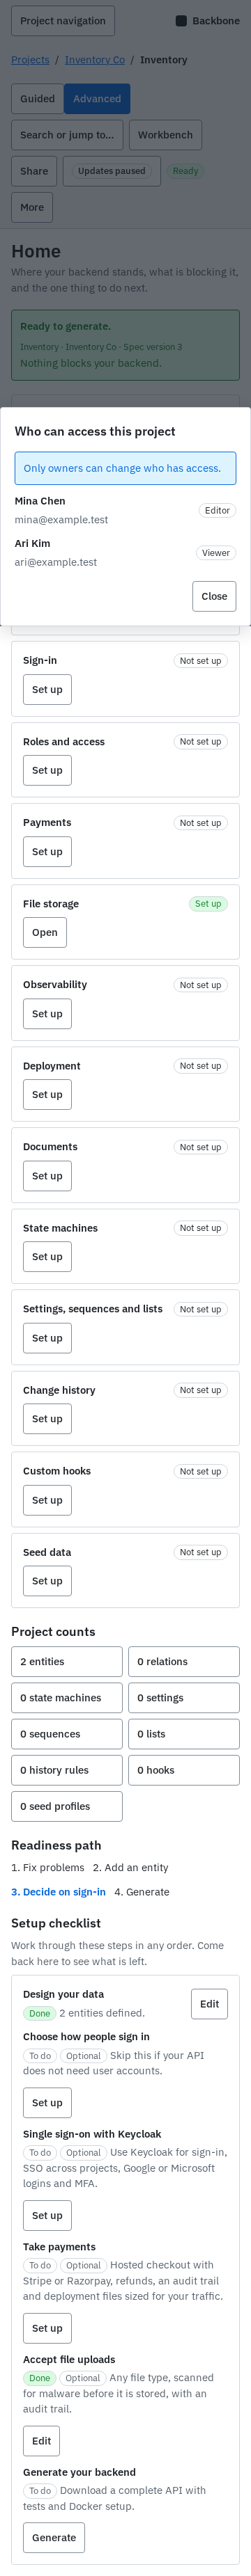 Project navigation
Backbone
Projects / Inventory Co / Inventory
Guided
Advanced
Search or jump to...
Workbench
Share
Updates paused
Ready
More
Home
Where your backend stands, what is blocking it,
and the one thing to do next.
Ready to generate.
Inventory · Inventory Co · Spec version 3
Nothing blocks your backend.
Who can access this project
Only owners can change who has access.
Mina Chen
mina@example.test
Editor
Ari Kim
ari@example.test
Viewer
Close
Sign-in
Not set up
Set up
Roles and access
Not set up
Set up
Payments
Not set up
Set up
File storage
Set up
Open
Observability
Not set up
Set up
Deployment
Not set up
Set up
Documents
Not set up
Set up
State machines
Not set up
Set up
Settings, sequences and lists
Not set up
Set up
Change history
Not set up
Set up
Custom hooks
Not set up
Set up
Seed data
Not set up
Set up
Project counts
2 entities
0 relations
0 state machines
0 settings
0 sequences
0 lists
0 history rules
0 hooks
0 seed profiles
Readiness path
1. Fix problems 2. Add an entity
3. Decide on sign-in 4. Generate
Setup checklist
Work through these steps in any order. Come
back here to see what is left.
Design your data
Done 2 entities defined.
Edit
Choose how people sign in
To do Optional Skip this if your API
does not need user accounts.
Set up
Single sign-on with Keycloak
To do Optional Use Keycloak for sign-in,
SSO across projects, Google or Microsoft
logins and MFA.
Set up
Take payments
To do Optional Hosted checkout with
Stripe or Razorpay, refunds, an audit trail
and deployment files sized for your traffic.
Set up
Accept file uploads
Done Optional Any file type, scanned
for malware before it is stored, with an
audit trail.
Edit
Generate your backend
To do Download a complete API with
tests and Docker setup.
Generate